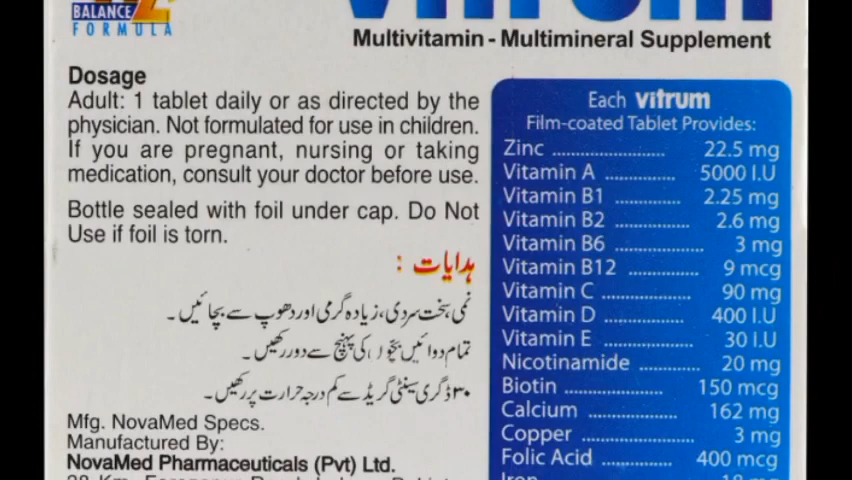 BALANCE
FORMULA
vitrum
Multivitamin - Multimineral Supplement
Dosage
Adult: 1 tablet daily or as directed by the
physician. Not formulated for use in children.
If you are pregnant, nursing or taking
medication, consult your doctor before use.
Bottle sealed with foil under cap. Do Not
Use if foil is torn.
ہدایات :
نمی سخت سردی، زیادہ گرمی اور دھوپ سے بچائیں۔
تمام دوائیں بچوں کی پہنچ سے دور رکھیں۔
۳۰ ڈگری سینٹی گریڈ سے کم درجہ حرارت پر رکھیں۔
Mfg. NovaMed Specs.
Manufactured By:
NovaMed Pharmaceuticals (Pvt) Ltd.
Each vitrum
Film-coated Tablet Provides:
Zinc ........................ 22.5 mg
Vitamin A ............... 5000 I.U
Vitamin B1 .............. 2.25 mg
Vitamin B2 ................ 2.6 mg
Vitamin B6 ................... 3 mg
Vitamin B12 ............... 9 mcg
Vitamin C ................... 90 mg
Vitamin D ................ 400 I.U
Vitamin E ................... 30 I.U
Nicotinamide ............. 20 mg
Biotin ..................... 150 mcg
Calcium ................... 162 mg
Copper ........................ 3 mg
Folic Acid ................ 400 mcg
Iron 18 mg